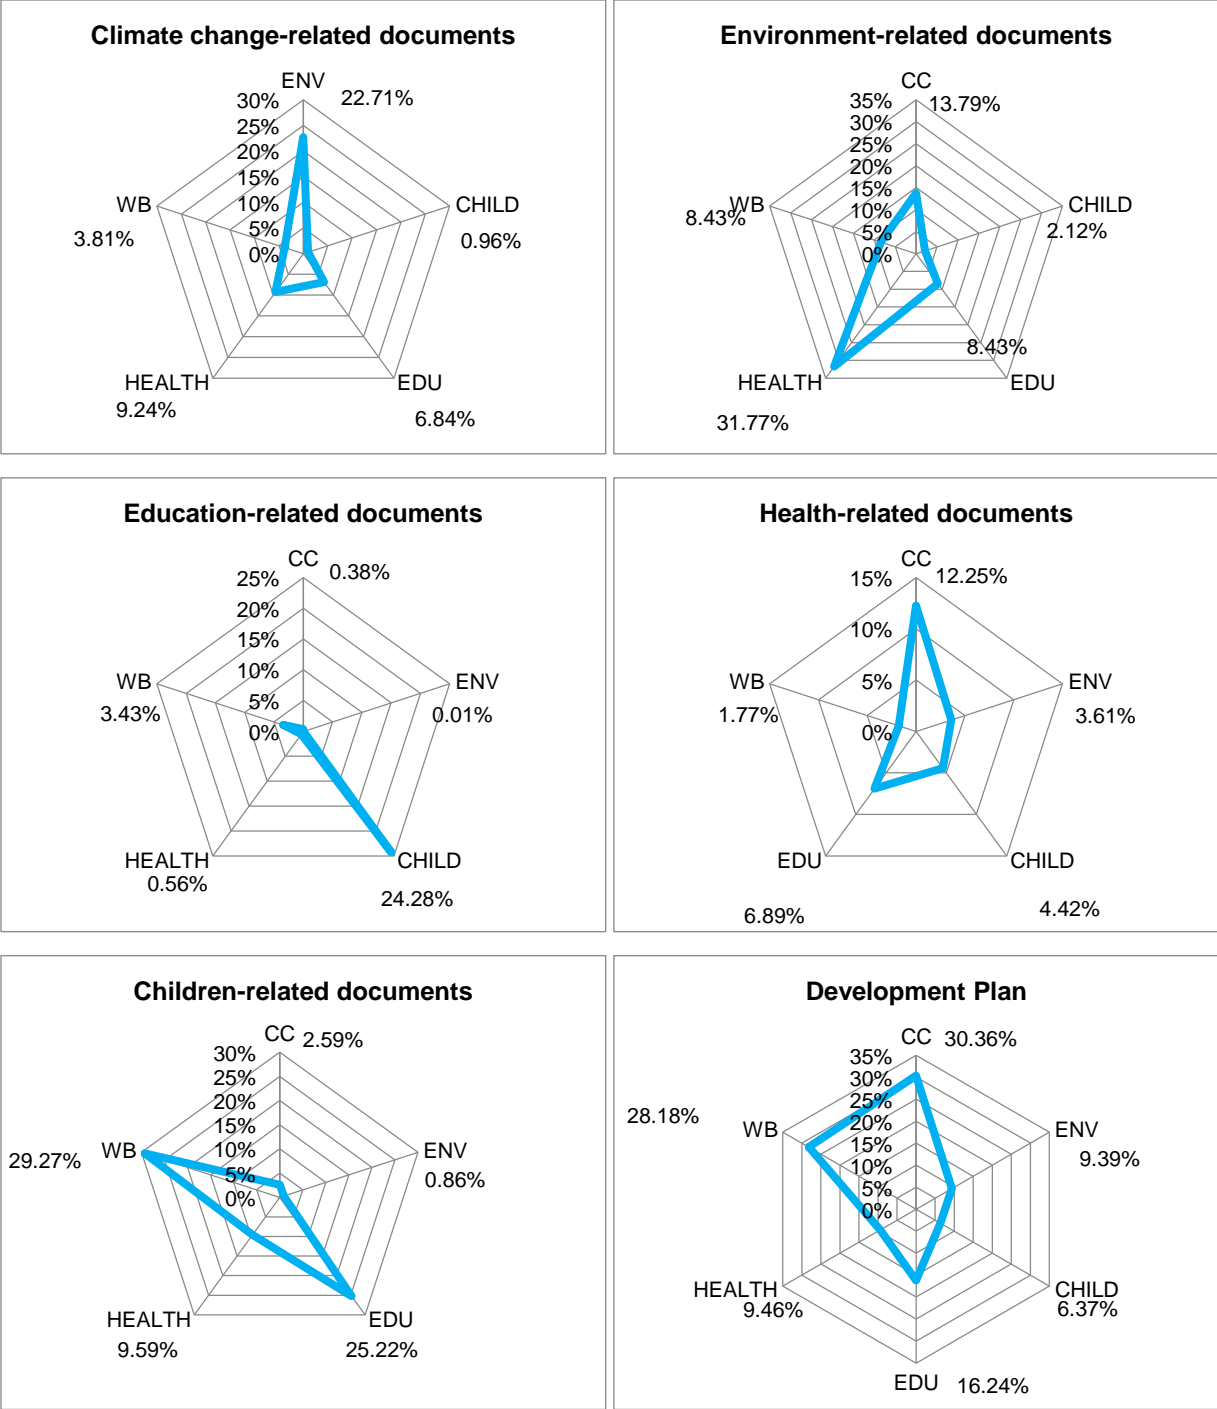 Climate change-related documents
ENV
22.71%
30%
25%
20%
15%
10%
5%
0%
WB
3.81%
CHILD
0.96%
HEALTH
9.24%
EDU
6.84%
Environment-related documents
CC
13.79%
35%
30%
25%
20%
15%
10%
5%
0%
WB
8.43%
CHILD
2.12%
8.43%
HEALTH
EDU
31.77%
Education-related documents
CC
0.38%
25%
20%
15%
10%
5%
0%
WB
3.43%
ENV
0.01%
HEALTH
0.56%
CHILD
24.28%
Health-related documents
CC
12.25%
15%
10%
5%
0%
WB
1.77%
ENV
3.61%
EDU
6.89%
CHILD
4.42%
Children-related documents
CC
2.59%
30%
25%
20%
15%
10%
5%
0%
WB
29.27%
ENV
0.86%
HEALTH
9.59%
EDU
25.22%
Development Plan
CC
30.36%
35%
30%
25%
20%
15%
10%
5%
0%
28.18%
WB
ENV
9.39%
HEALTH
9.46%
CHILD
6.37%
EDU
16.24%